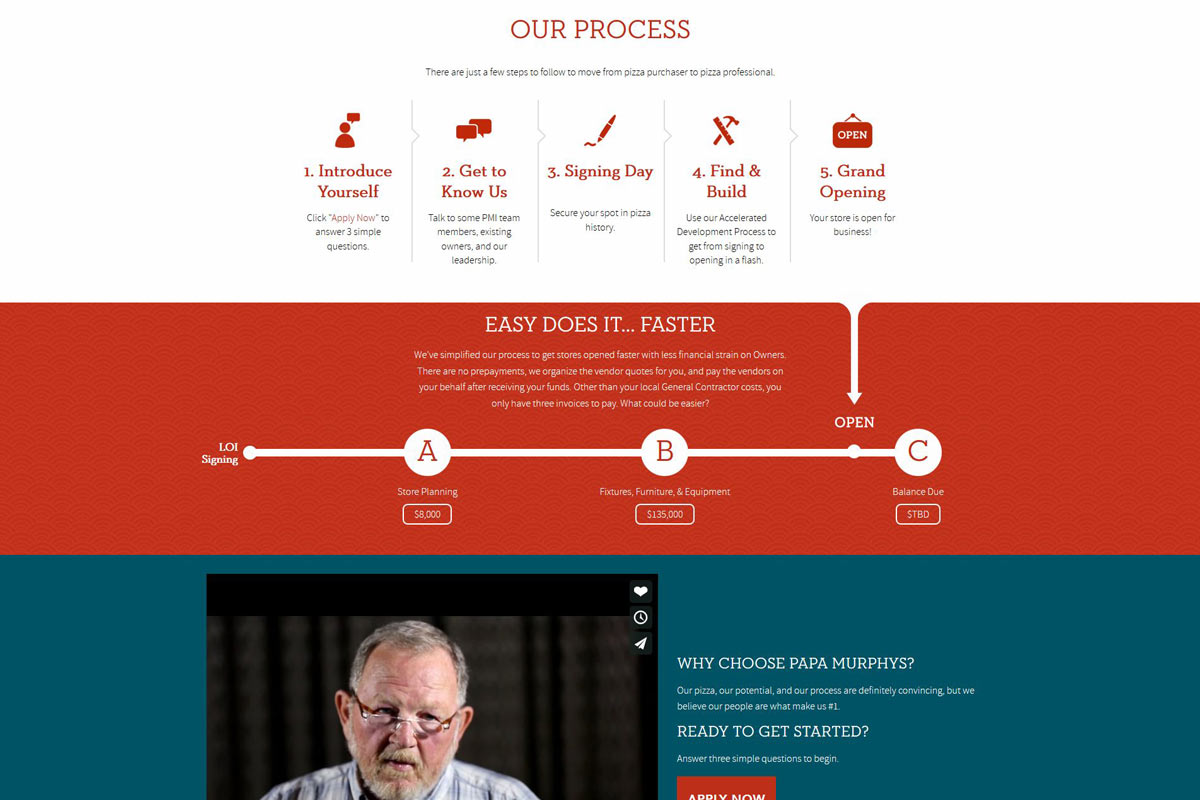 OUR PROCESS
There are just a few steps to follow to move from pizza purchaser to pizza professional.
OPEN
1. Introduce
Yourself
Click "Apply Now" to
answer 3 simple
questions.
2. Get to
Know Us
Talk to some PMI team
members, existing
owners, and our
leadership.
3. Signing Day
Secure your spot in pizza
history.
4. Find &
Build
Use our Accelerated
Development Process to
get from signing to
opening in a flash.
5. Grand
Opening
Your store is open for
business!
EASY DOES IT... FASTER
We've simplified our process to get stores opened faster with less financial strain on Owners.
There are no prepayments, we organize the vendor quotes for you, and pay the vendors on
your behalf after receiving your funds. Other than your local General Contractor costs, you
only have three invoices to pay. What could be easier?
OPEN
LOI
Signing
A
B
C
Store Planning
Fixtures, Furniture, & Equipment
Balance Due
$8,000
$135,000
$TBD
WHY CHOOSE PAPA MURPHYS?
Our pizza, our potential, and our process are definitely convincing, but we
believe our people are what make us #1.
READY TO GET STARTED?
Answer three simple questions to begin.
APPLY NOW